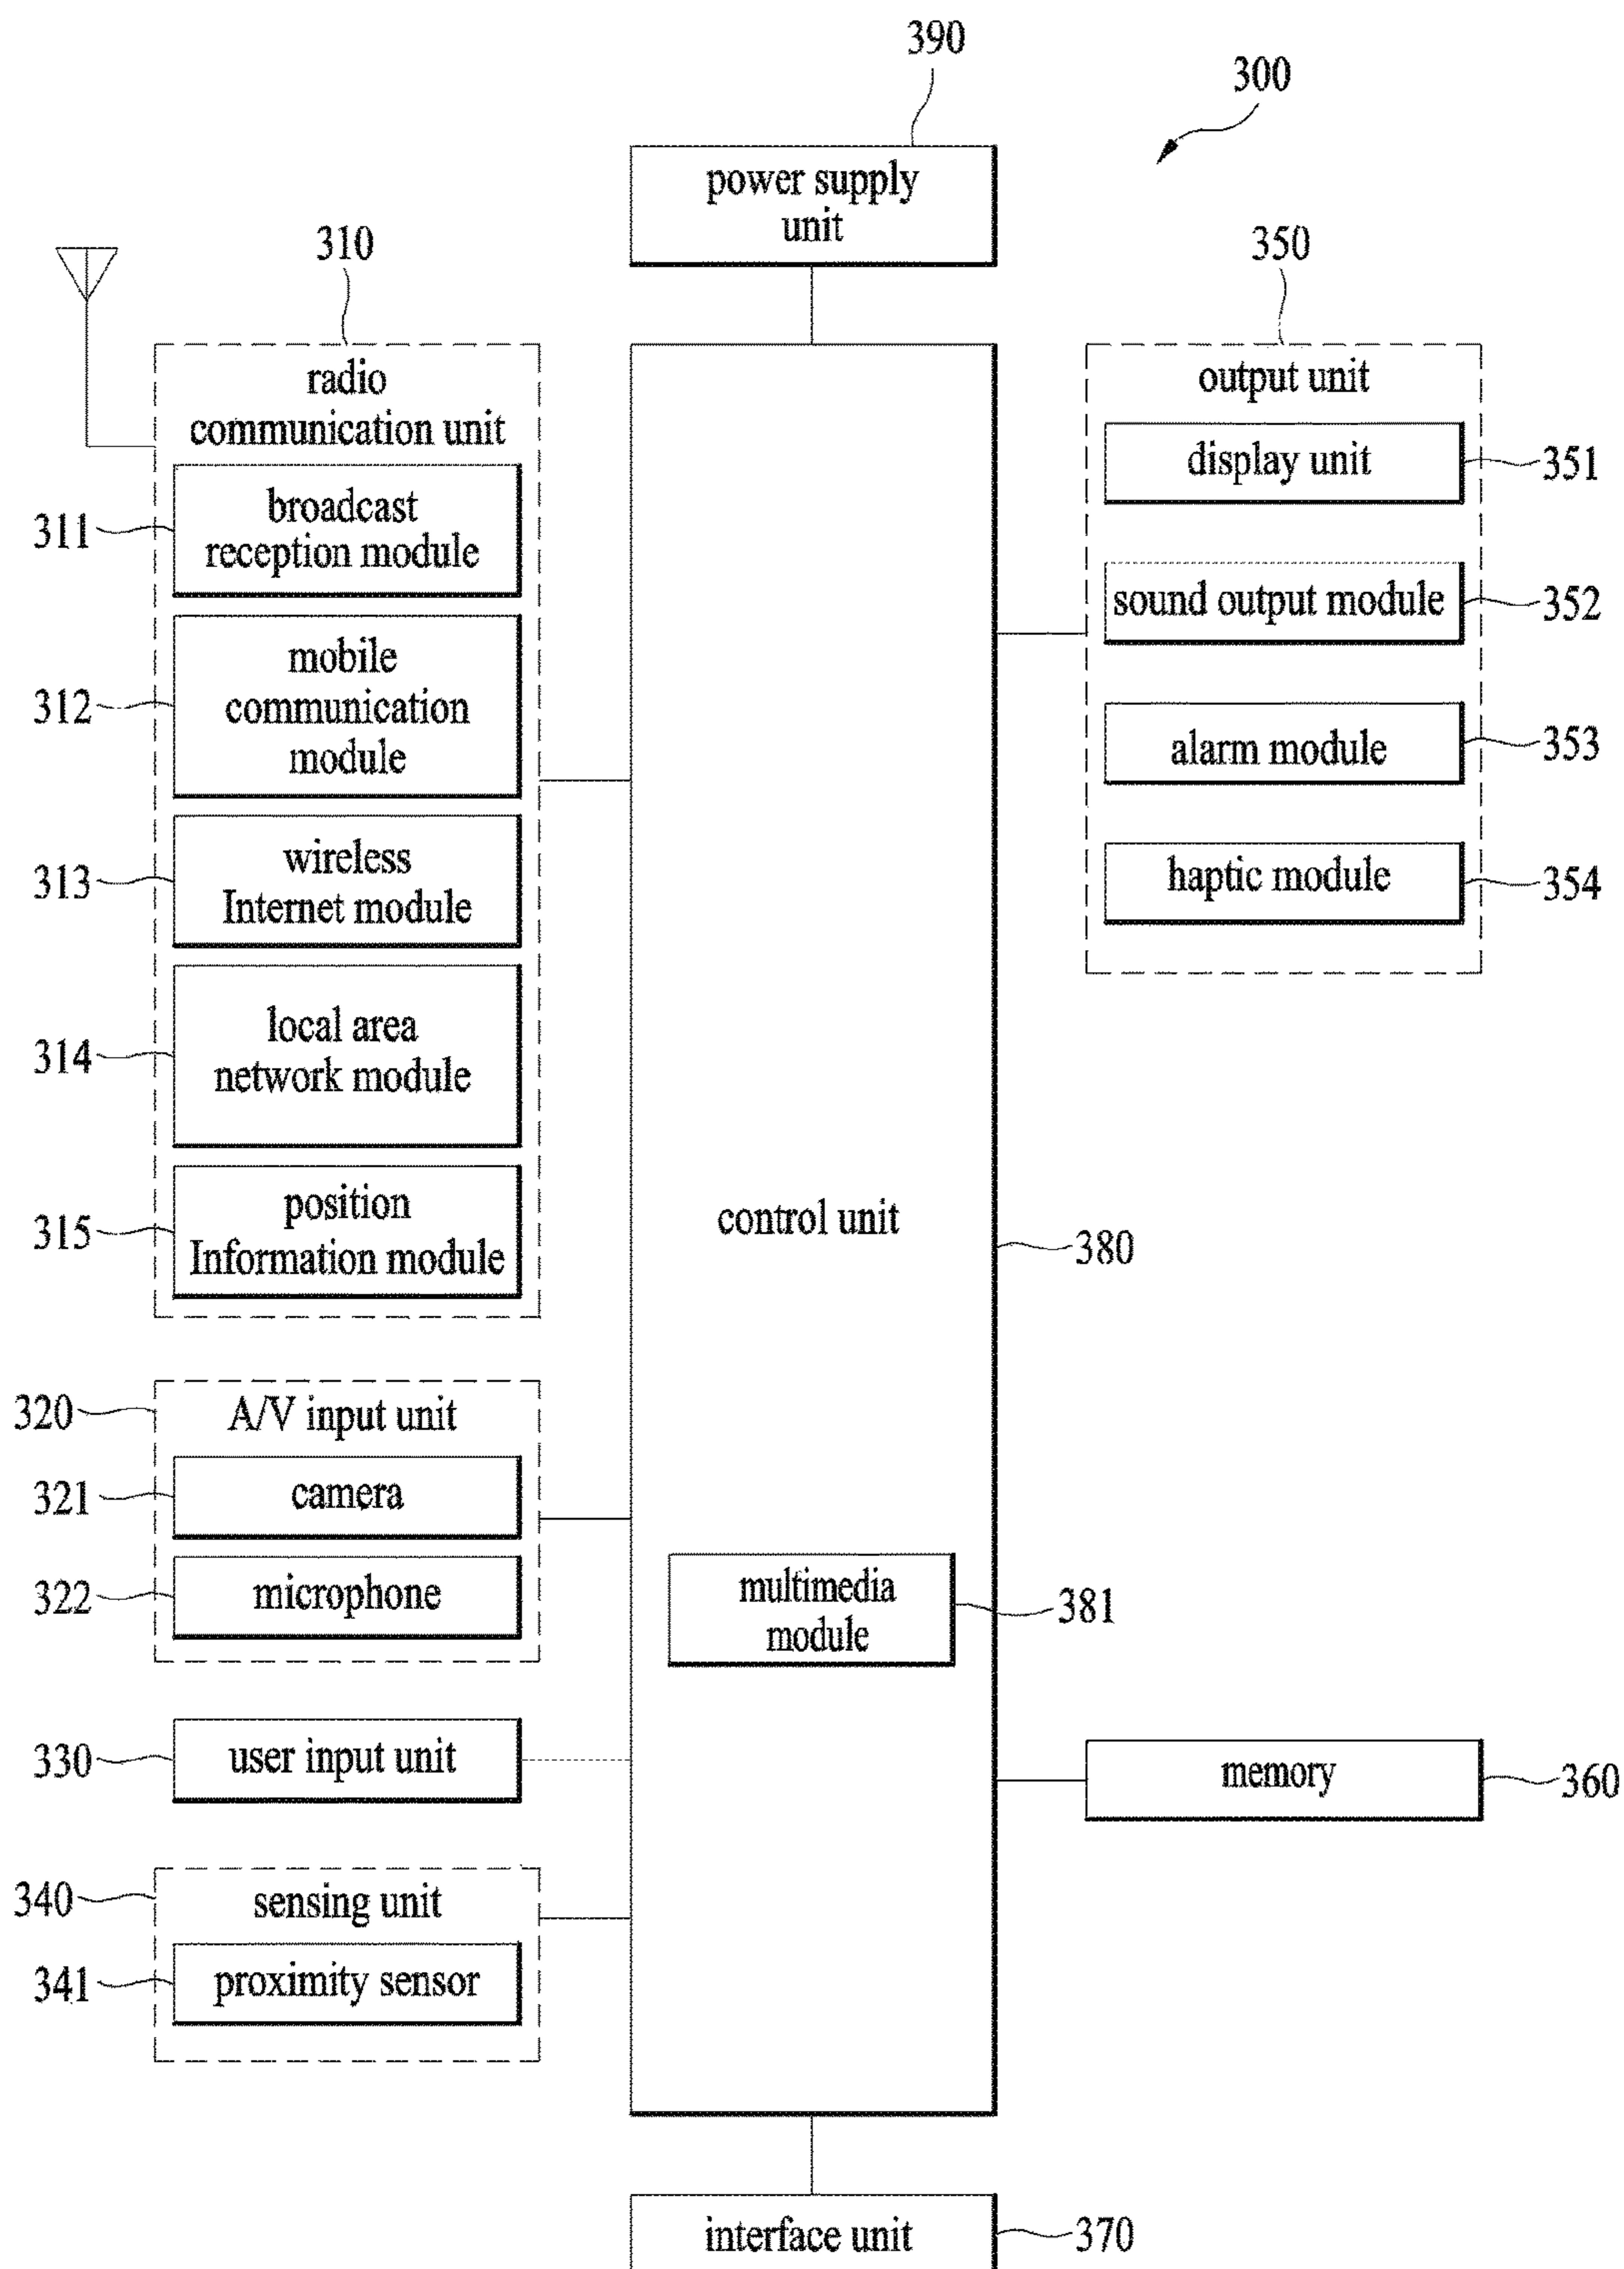 390
300
power supply
unit
310
radio
communication unit
311
broadcast
reception module
312
mobile
communication
module
313
wireless
Internet module
314
local area
network module
315
position
Information module
320
A/V input unit
321
camera
322
microphone
330
user input unit
340
sensing unit
341
proximity sensor
control unit
380
multimedia
module
381
350
output unit
display unit
351
sound output module
352
alarm module
353
haptic module
354
memory
360
interface unit
370